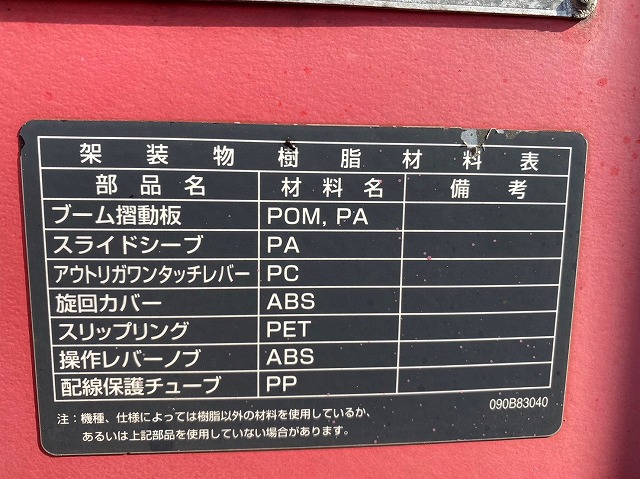 架装物樹脂材料表
部品名 材料名 備考
ブーム摺動板 POM, PA
スライドシーブ PA
アウトリガワンタッチレバー PC
旋回カバー ABS
スリップリング PET
操作レバーノブ ABS
配線保護チューブ PP
注：機種、仕様によっては樹脂以外の材料を使用しているか、
あるいは上記部品を使用していない場合があります。
090B83040